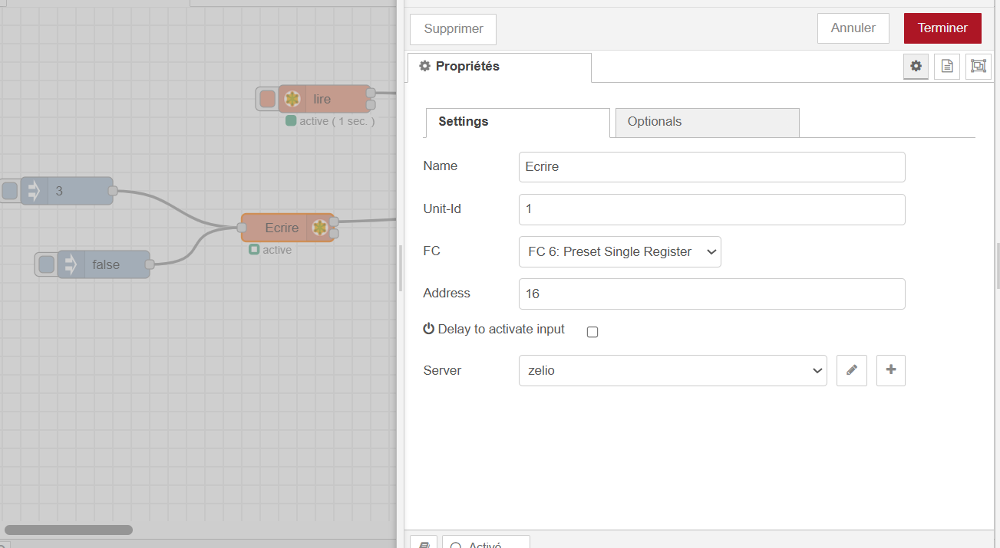 Supprimer
Annuler
Terminer
Propriétés
Settings
Optionals
Name
Ecrire
Unit-Id
1
FC
FC 6: Preset Single Register
Address
16
Delay to activate input
Server
zelio
Activé
lire
active ( 1 sec. )
3
Ecrire
active
false